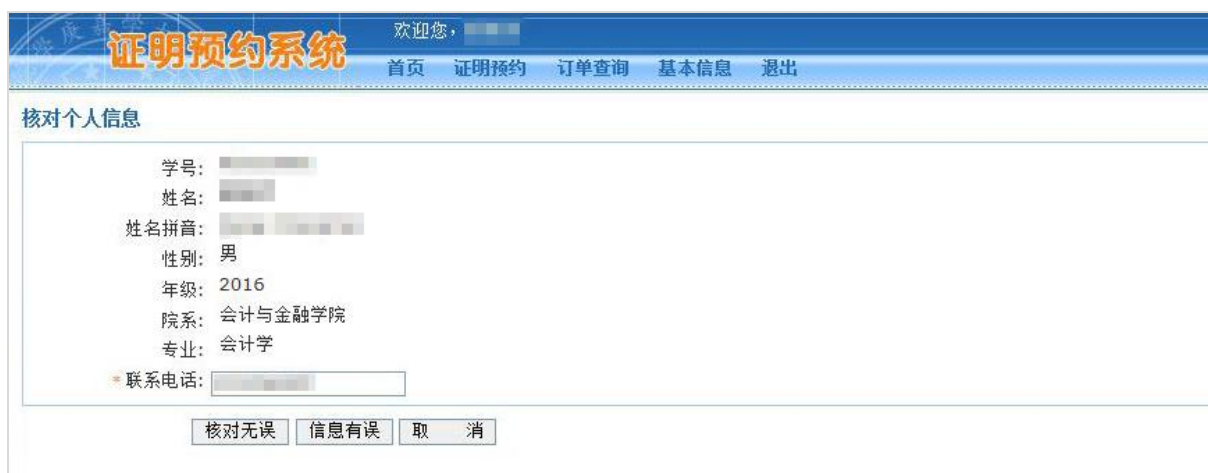 证明预约系统
欢迎您，
首页 证明预约 订单查询 基本信息 退出
核对个人信息
学号:
姓名:
姓名拼音:
性别: 男
年级: 2016
院系: 会计与金融学院
专业: 会计学
*联系电话:
核对无误 信息有误 取 消